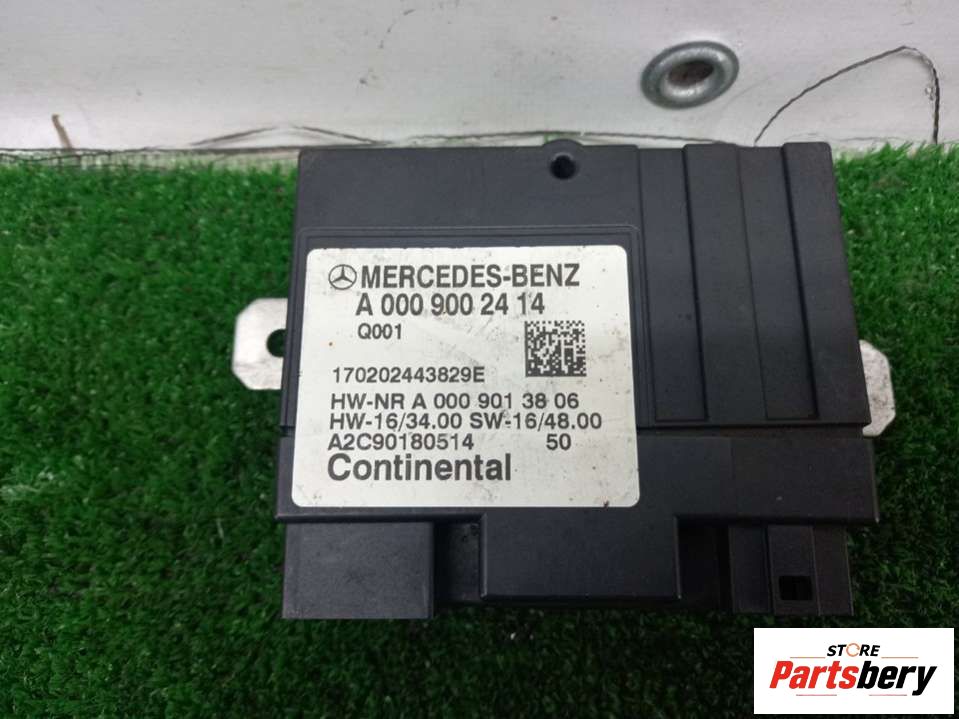 MERCEDES-BENZ
A 000 900 24 14
Q001
170202443829E
HW-NR A 000 901 38 06
HW-16/34.00 SW-16/48.00
A2C90180514 50
Continental
STORE
Partsbery